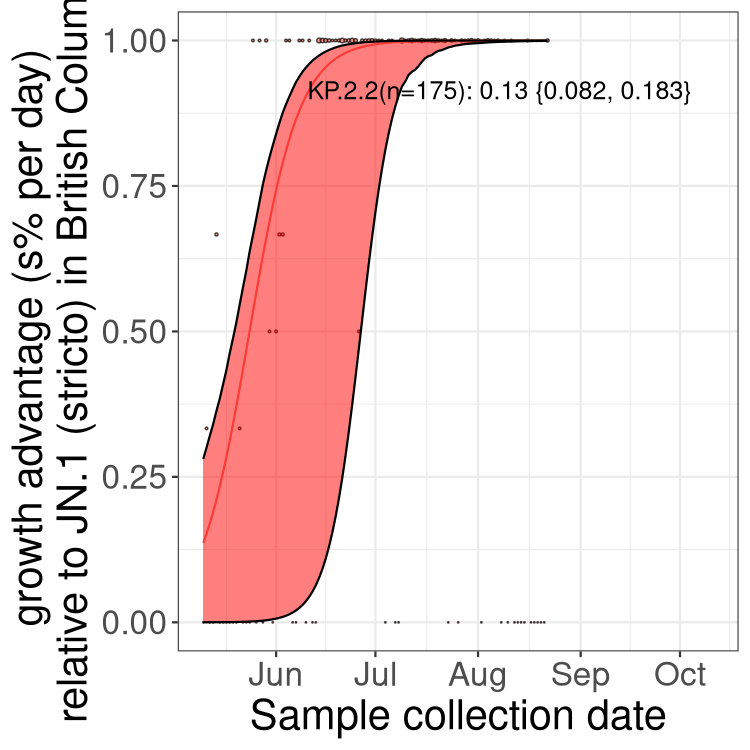 growth advantage (s% per day)
relative to JN.1 (stricto) in British Colum
1.00
0.75
0.50
0.25
0.00
KP.2.2(n=175): 0.13 {0.082, 0.183}
Jun Jul Aug Sep Oct
Sample collection date